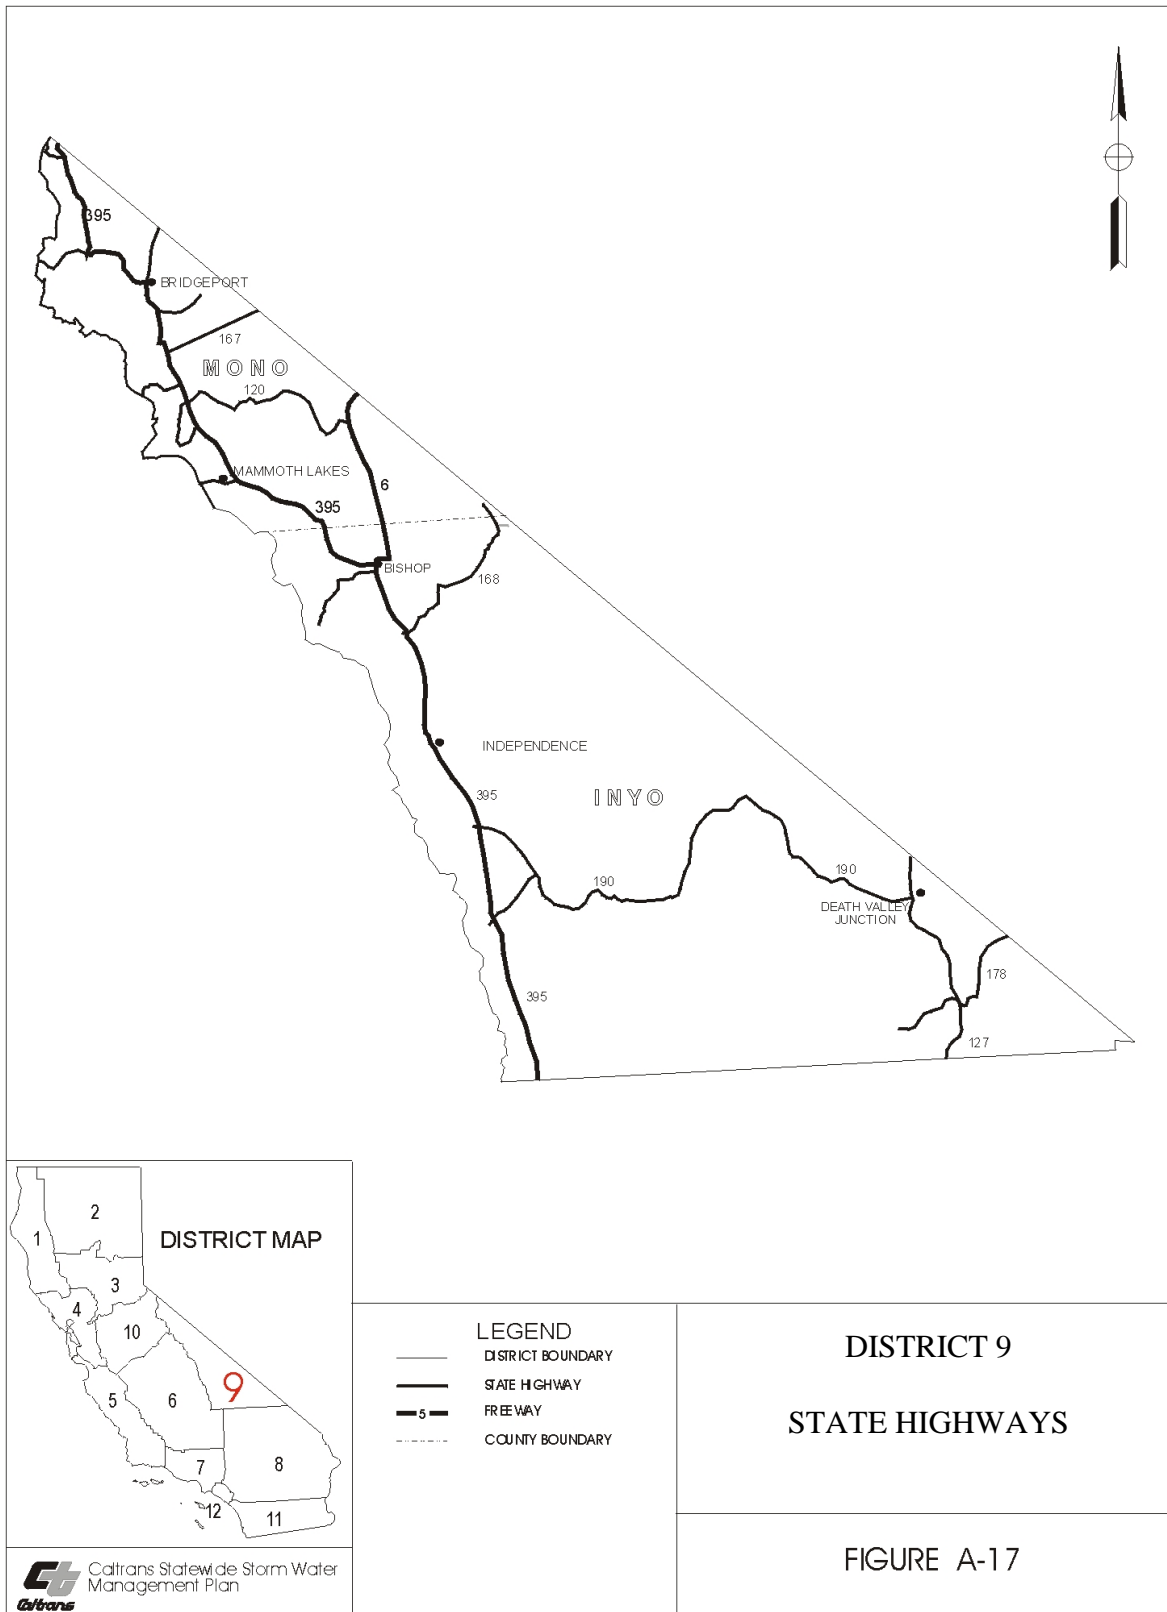 395
BRIDGEPORT
167
MONO
120
MAMMOTH LAKES
6
395
BISHOP
168
INDEPENDENCE
395
INYO
190
190
DEATH VALLEY
JUNCTION
178
395
127
DISTRICT MAP
1
2
3
4
10
9
5
6
7
8
12
11
LEGEND
DISTRICT BOUNDARY
STATE HIGHWAY
5
FREEWAY
COUNTY BOUNDARY
DISTRICT 9
STATE HIGHWAYS
FIGURE A-17
Caltrans Statewide Storm Water
Management Plan
ct
Caltrans